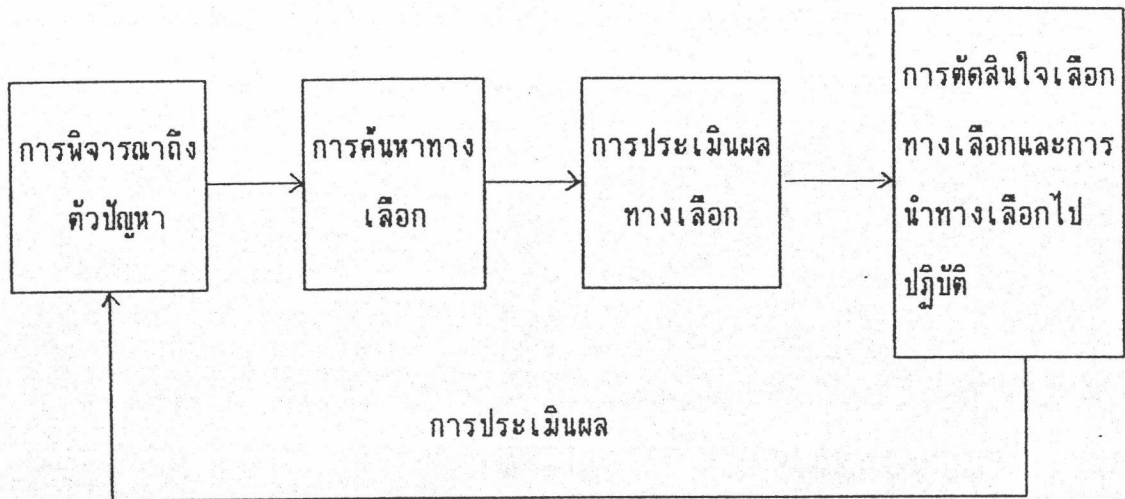 การพิจารณาถึง
ตัวปัญหา
การค้นหาทาง
เลือก
การประเมินผล
ทางเลือก
การตัดสินใจเลือก
ทางเลือกและการ
นำทางเลือกไป
ปฏิบัติ
การประเมินผล